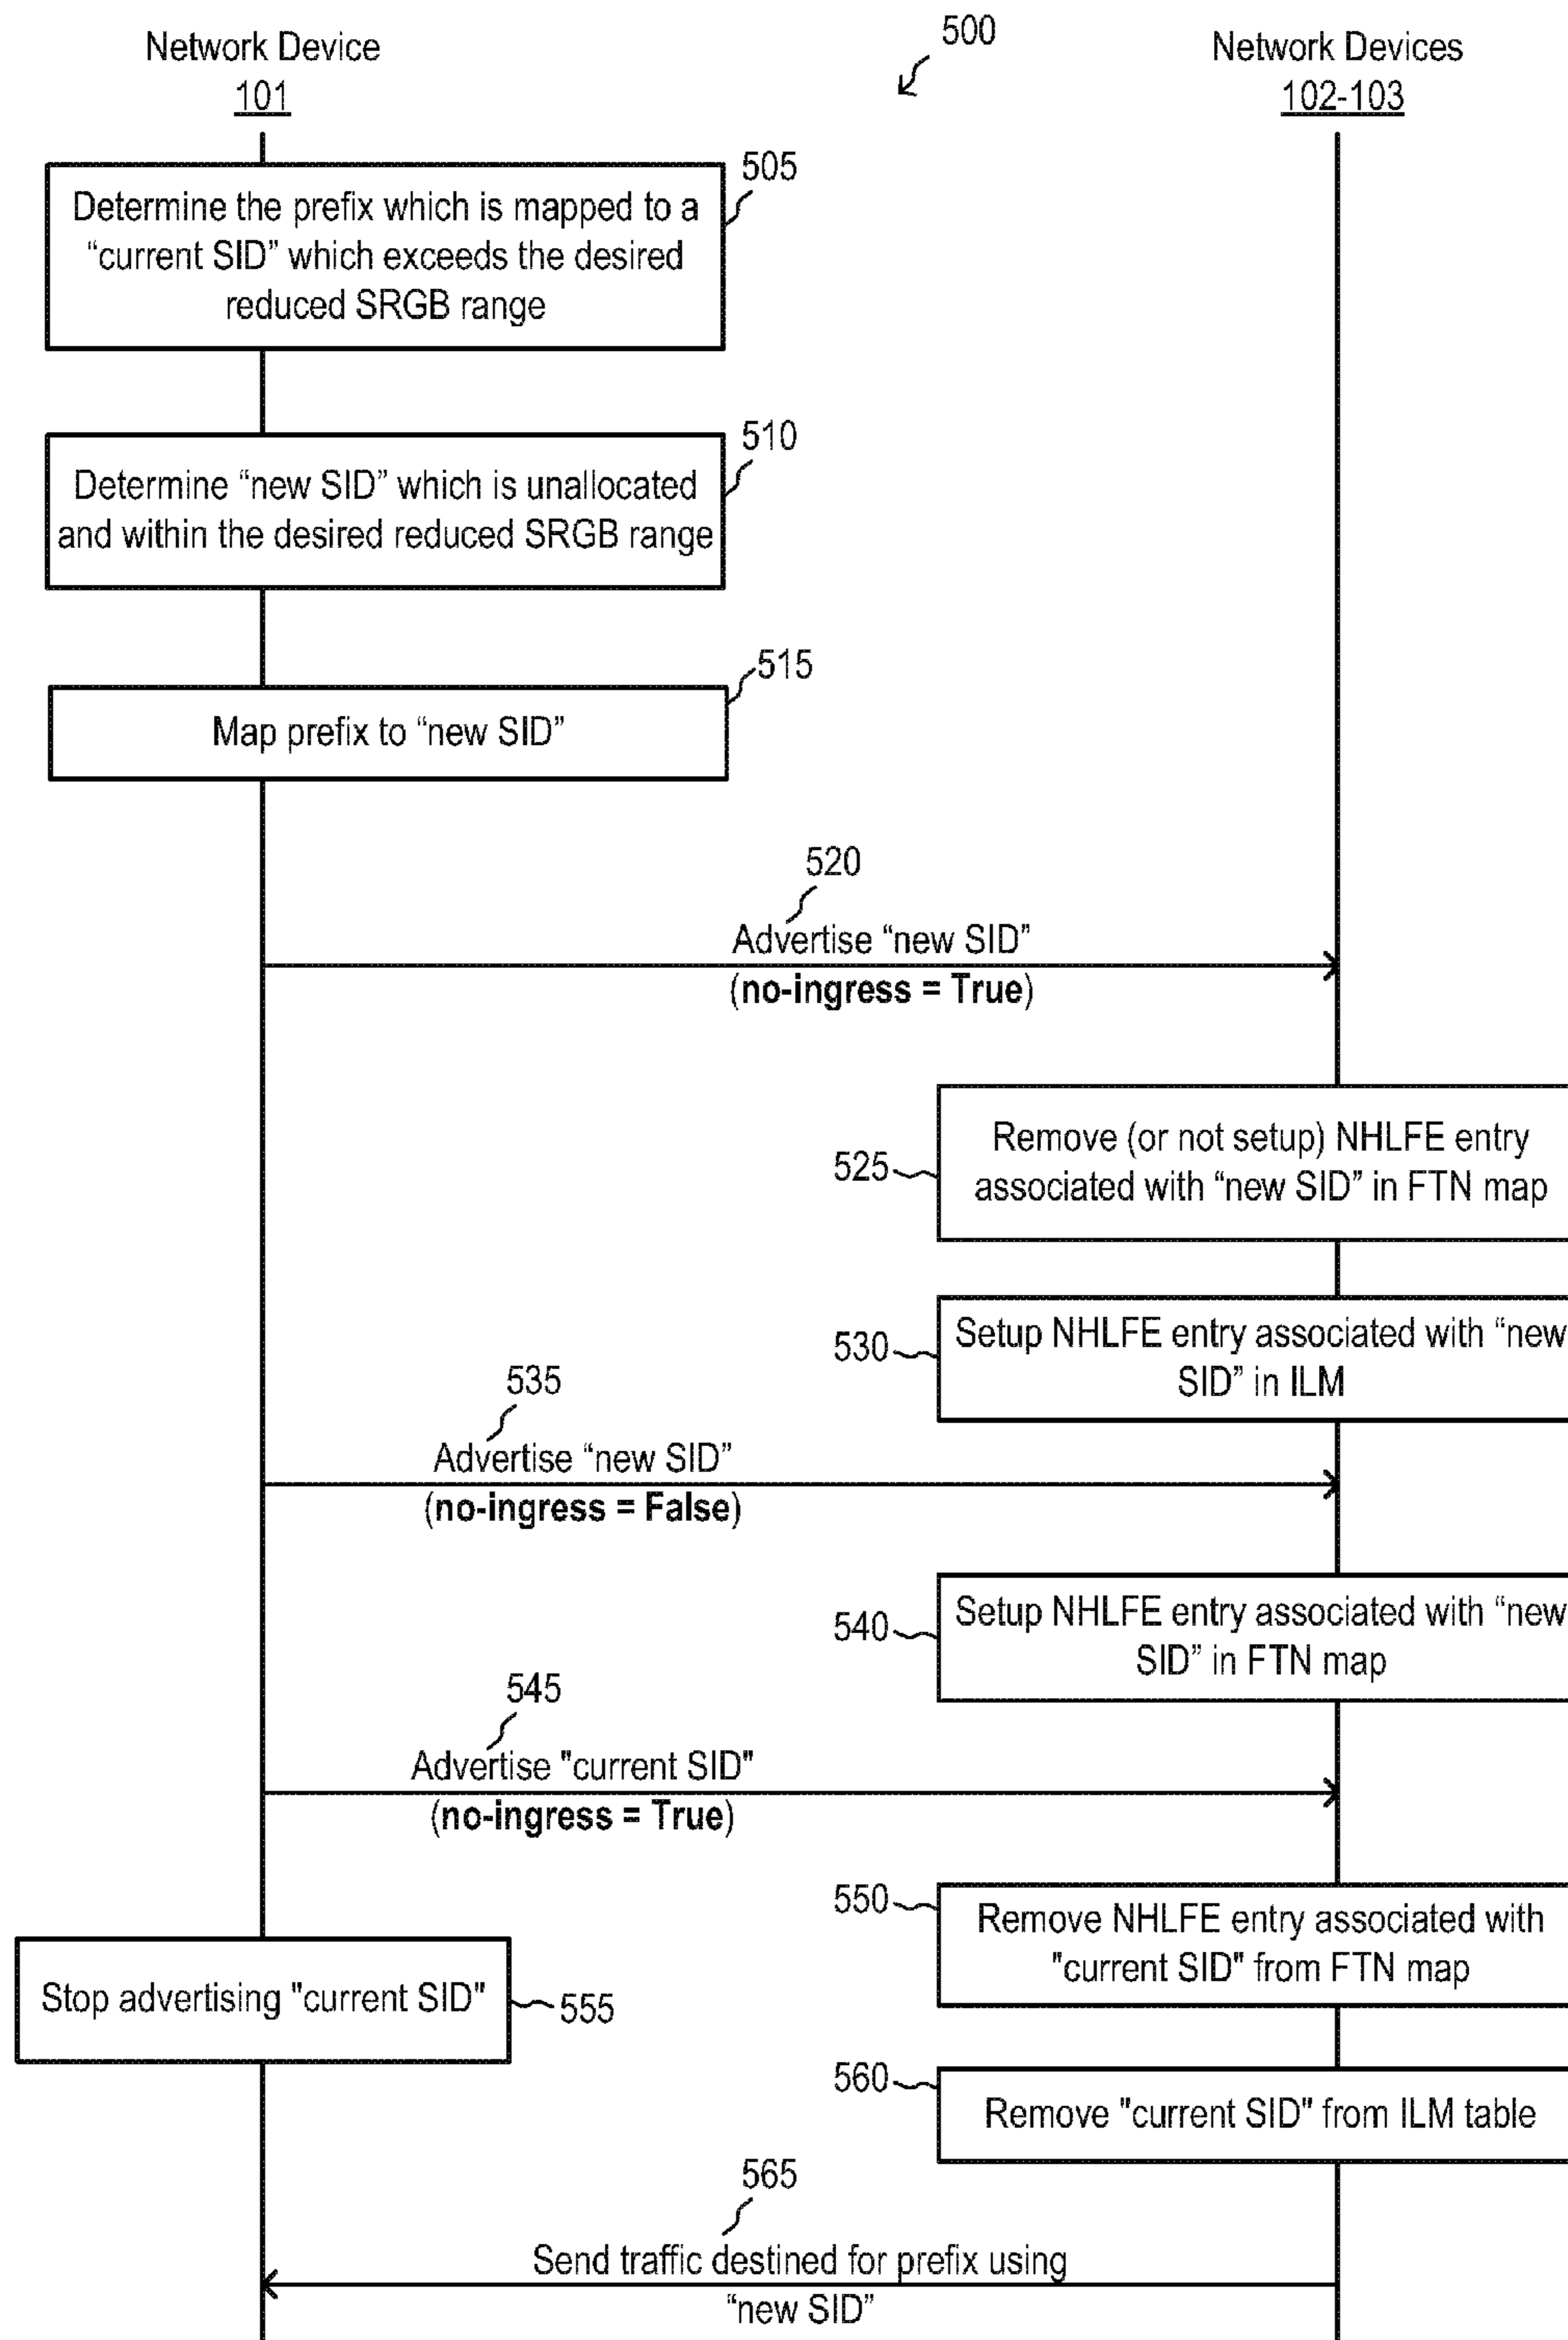 500
Network Device
101
Network Devices
102-103
505
Determine the prefix which is mapped to a
“current SID” which exceeds the desired
reduced SRGB range
510
Determine “new SID” which is unallocated
and within the desired reduced SRGB range
515
Map prefix to “new SID”
520
Advertise “new SID”
(no-ingress = True)
525
Remove (or not setup) NHLFE entry
associated with “new SID” in FTN map
530
Setup NHLFE entry associated with “new
SID” in ILM
535
Advertise “new SID”
(no-ingress = False)
540
Setup NHLFE entry associated with “new
SID” in FTN map
545
Advertise "current SID"
(no-ingress = True)
550
Remove NHLFE entry associated with
"current SID" from FTN map
Stop advertising "current SID"
555
560
Remove "current SID" from ILM table
565
Send traffic destined for prefix using
“new SID”